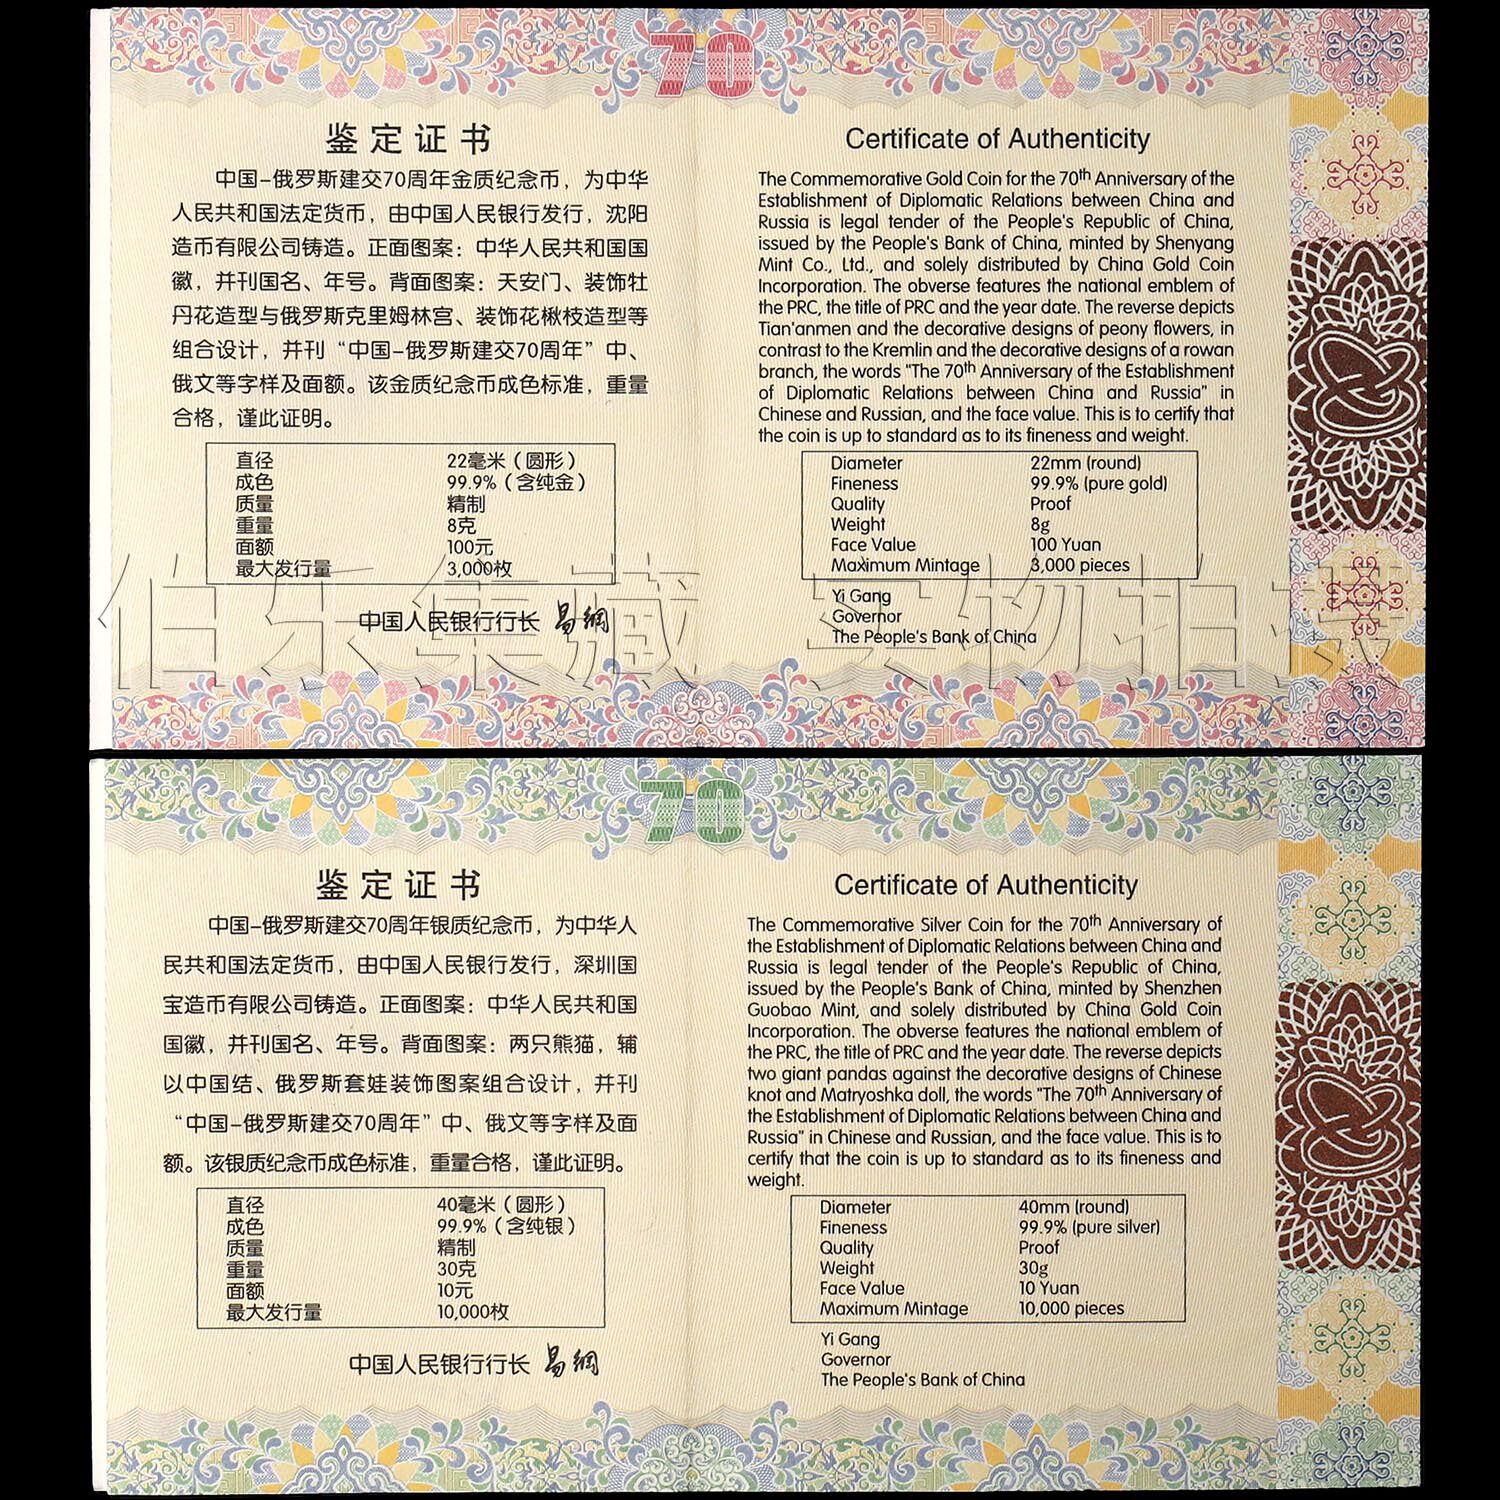 70
鉴定证书
中国-俄罗斯建交70周年金质纪念币，为中华
人民共和国法定货币，由中国人民银行发行，沈阳
造币有限公司铸造。正面图案：中华人民共和国国
徽，并刊国名、年号。背面图案：天安门、装饰牡
丹花造型与俄罗斯克里姆林宫、装饰花楸枝造型等
组合设计，并刊“中国-俄罗斯建交70周年”中、
俄文等字样及面额。该金质纪念币成色标准，重量
合格，谨此证明。
直径 22毫米（圆形）
成色 99.9%（含纯金）
质量 精制
重量 8克
面额 100元
最大发行量 3,000枚
中国人民银行行长 易纲
Certificate of Authenticity
The Commemorative Gold Coin for the 70th Anniversary of the
Establishment of Diplomatic Relations between China and
Russia is legal tender of the People's Republic of China,
issued by the People's Bank of China, minted by Shenyang
Mint Co., Ltd., and solely distributed by China Gold Coin
Incorporation. The obverse features the national emblem of
the PRC, the title of PRC and the year date. The reverse depicts
Tian'anmen and the decorative designs of peony flowers, in
contrast to the Kremlin and the decorative designs of a rowan
branch, the words "The 70th Anniversary of the Establishment
of Diplomatic Relations between China and Russia" in
Chinese and Russian, and the face value. This is to certify that
the coin is up to standard as to its fineness and weight.
Diameter 22mm (round)
Fineness 99.9% (pure gold)
Quality Proof
Weight 8g
Face Value 100 Yuan
Maximum Mintage 3,000 pieces
Yi Gang
Governor
The People's Bank of China
伯乐集藏 实物拍摄
70
鉴定证书
中国-俄罗斯建交70周年银质纪念币，为中华人
民共和国法定货币，由中国人民银行发行，深圳国
宝造币有限公司铸造。正面图案：中华人民共和国
国徽，并刊国名、年号。背面图案：两只熊猫，辅
以中国结、俄罗斯套娃装饰图案组合设计，并刊
“中国-俄罗斯建交70周年”中、俄文等字样及面
额。该银质纪念币成色标准，重量合格，谨此证明。
直径 40毫米（圆形）
成色 99.9%（含纯银）
质量 精制
重量 30克
面额 10元
最大发行量 10,000枚
中国人民银行行长 易纲
Certificate of Authenticity
The Commemorative Silver Coin for the 70th Anniversary of
the Establishment of Diplomatic Relations between China and
Russia is legal tender of the People's Republic of China,
issued by the People's Bank of China, minted by Shenzhen
Guobao Mint, and solely distributed by China Gold Coin
Incorporation. The obverse features the national emblem of
the PRC, the title of PRC and the year date. The reverse depicts
two giant pandas against the decorative designs of Chinese
knot and Matryoshka doll, the words "The 70th Anniversary of
the Establishment of Diplomatic Relations between China and
Russia" in Chinese and Russian, and the face value. This is to
certify that the coin is up to standard as to its fineness and
weight.
Diameter 40mm (round)
Fineness 99.9% (pure silver)
Quality Proof
Weight 30g
Face Value 10 Yuan
Maximum Mintage 10,000 pieces
Yi Gang
Governor
The People's Bank of China